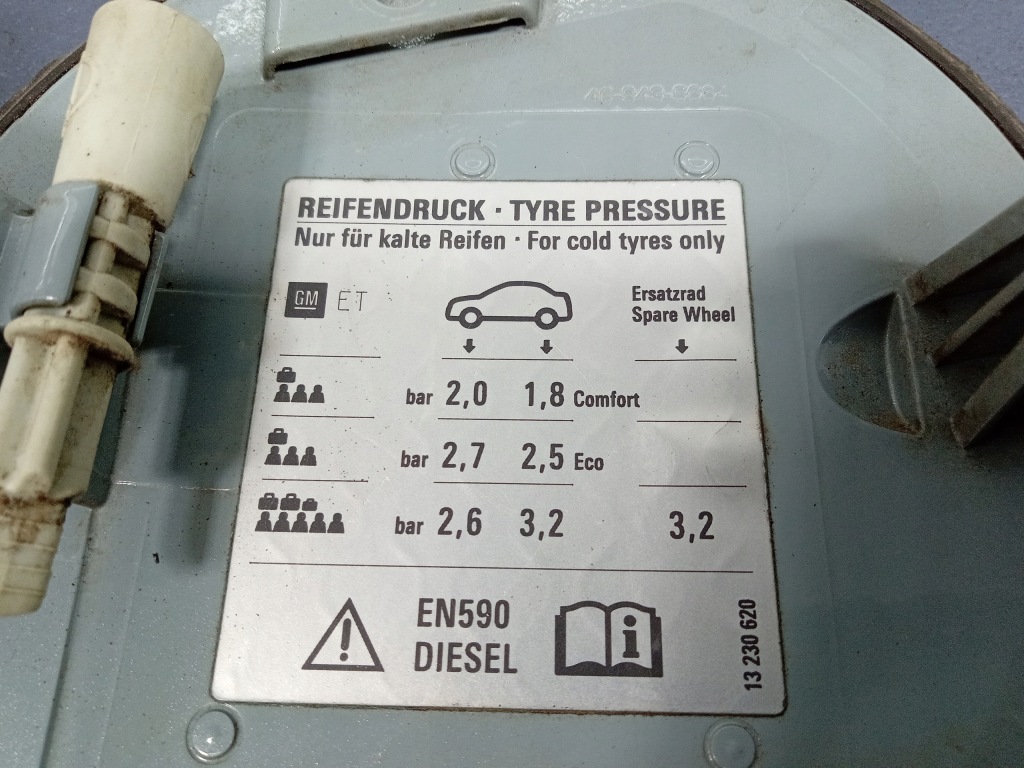 REIFENDRUCK · TYRE PRESSURE
Nur für kalte Reifen · For cold tyres only
GM ET
Ersatzrad
Spare Wheel
bar 2,0 1,8 Comfort
bar 2,7 2,5 Eco
bar 2,6 3,2 3,2
EN590
DIESEL
i
13 230 620